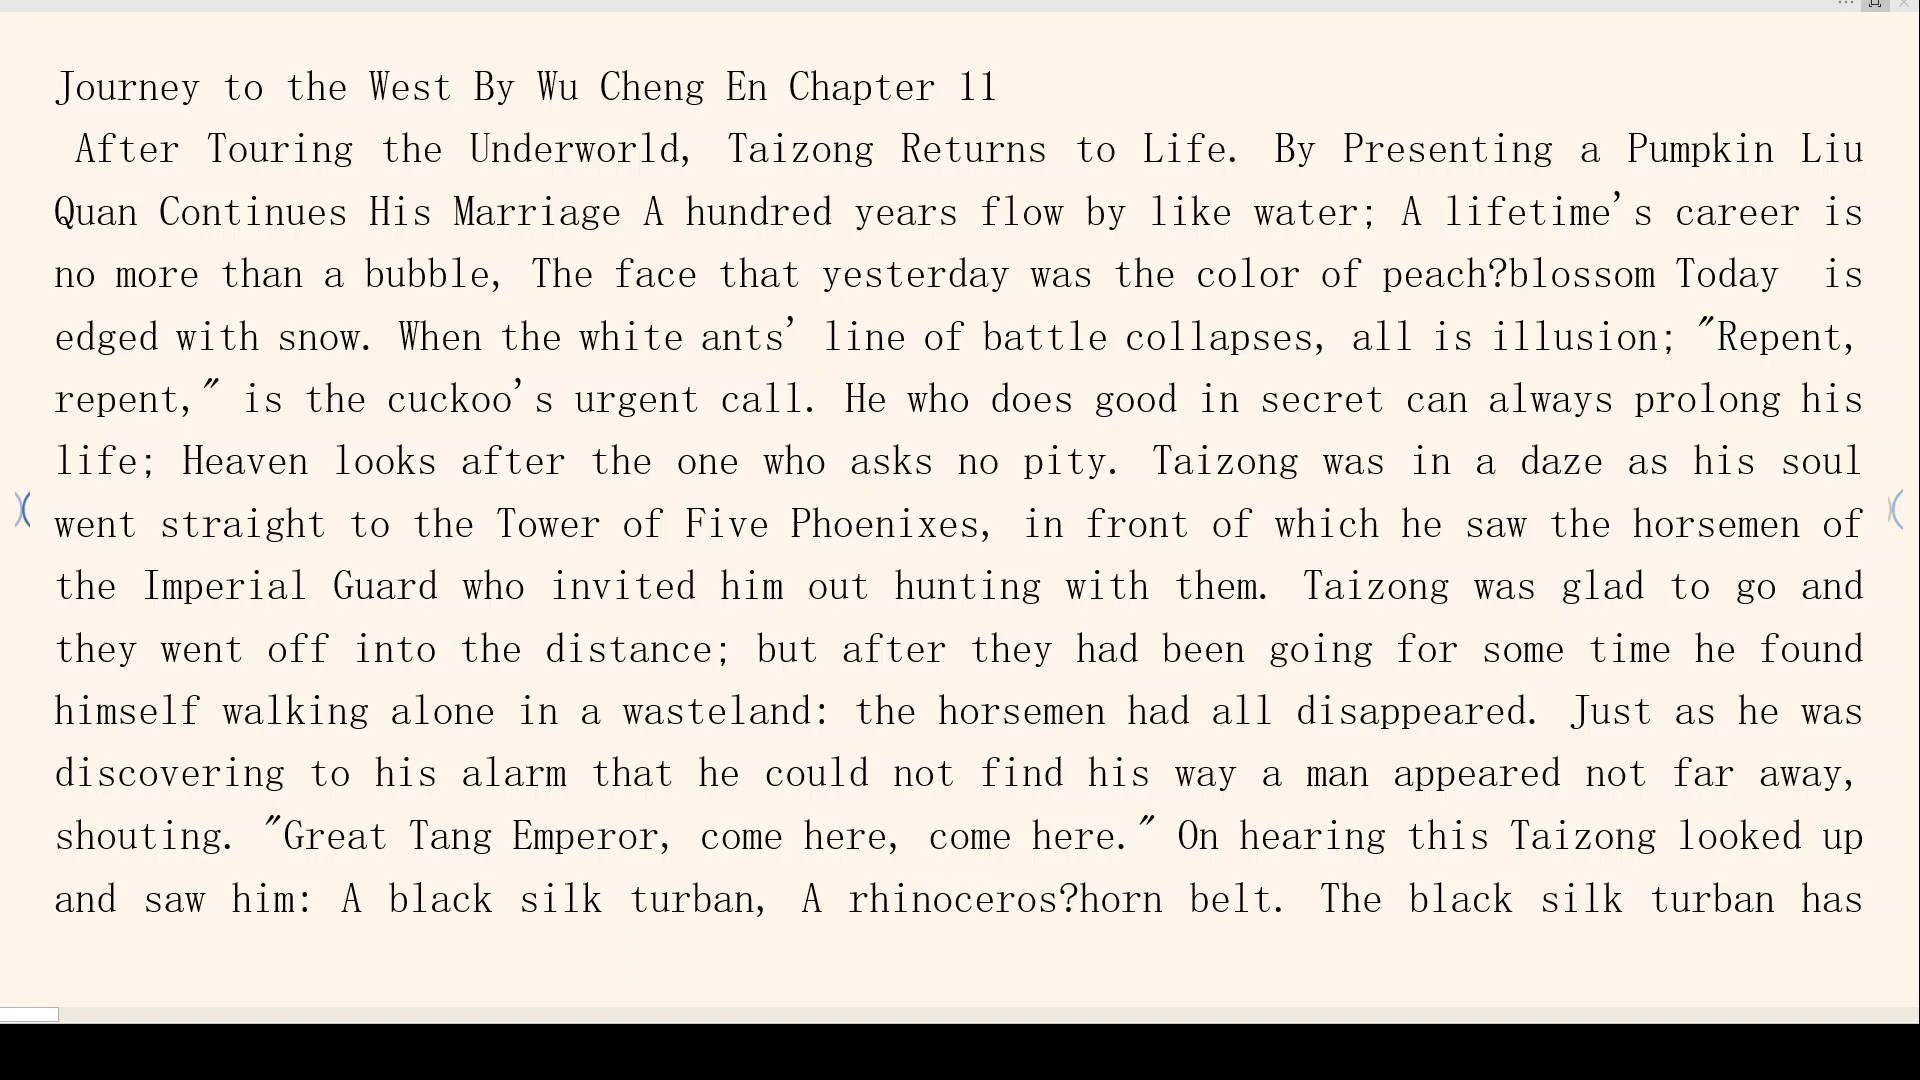 Journey to the West By Wu Cheng En Chapter 11
After Touring the Underworld, Taizong Returns to Life. By Presenting a Pumpkin Liu
Quan Continues His Marriage A hundred years flow by like water; A lifetime's career is
no more than a bubble, The face that yesterday was the color of peach?blossom Today is
edged with snow. When the white ants' line of battle collapses, all is illusion; "Repent,
repent," is the cuckoo's urgent call. He who does good in secret can always prolong his
life; Heaven looks after the one who asks no pity. Taizong was in a daze as his soul
went straight to the Tower of Five Phoenixes, in front of which he saw the horsemen of
the Imperial Guard who invited him out hunting with them. Taizong was glad to go and
they went off into the distance; but after they had been going for some time he found
himself walking alone in a wasteland: the horsemen had all disappeared. Just as he was
discovering to his alarm that he could not find his way a man appeared not far away,
shouting. "Great Tang Emperor, come here, come here." On hearing this Taizong looked up
and saw him: A black silk turban, A rhinoceros?horn belt. The black silk turban has